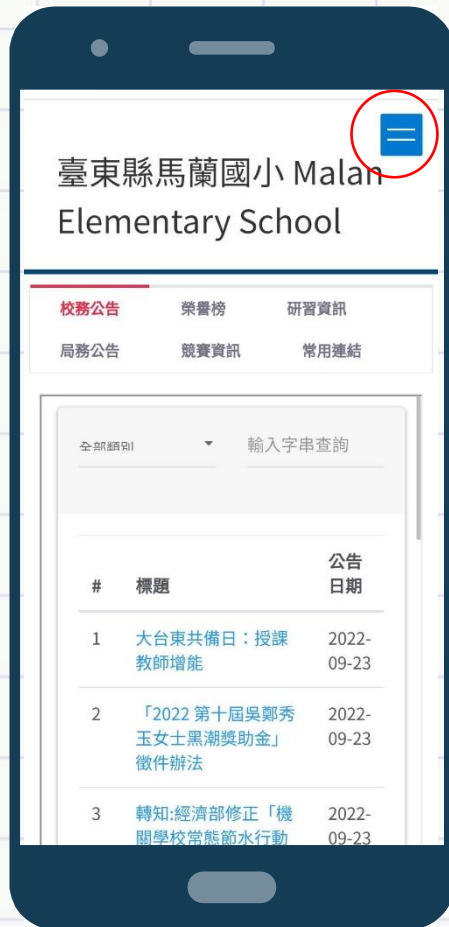 臺東縣馬蘭國小 Malan
Elementary School
校務公告 榮譽榜 研習資訊
局務公告 競賽資訊 常用連結
全部類別 輸入字串查詢
# 標題 公告日期
1 大台東共備日：授課 2022-
教師增能 09-23
2 「2022 第十屆吳鄭秀 2022-
玉女士黑潮獎助金」 09-23
徵件辦法
3 轉知:經濟部修正「機 2022-
關學校常態節水行動 09-23